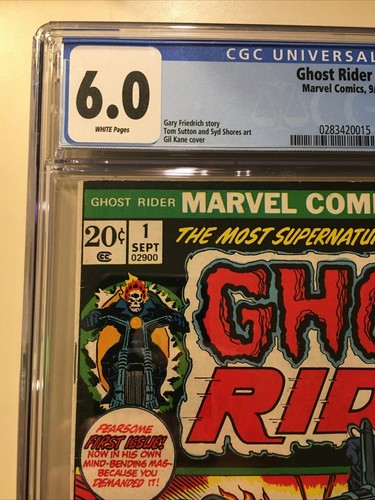 CGC UNIVERSAL
6.0
WHITE Pages
Ghost Rider
Marvel Comics, 9/
Gary Friedrich story
Tom Sutton and Syd Shores art
Gil Kane cover
0283420015
GHOST RIDER MARVEL COMI
20¢
CC
1
SEPT
02900
THE MOST SUPERNATU
GHO
RID
FEARSOME
FIRST ISSUE!
NOW IN HIS OWN
MIND-BENDING MAG-
BECAUSE YOU
DEMANDED IT!